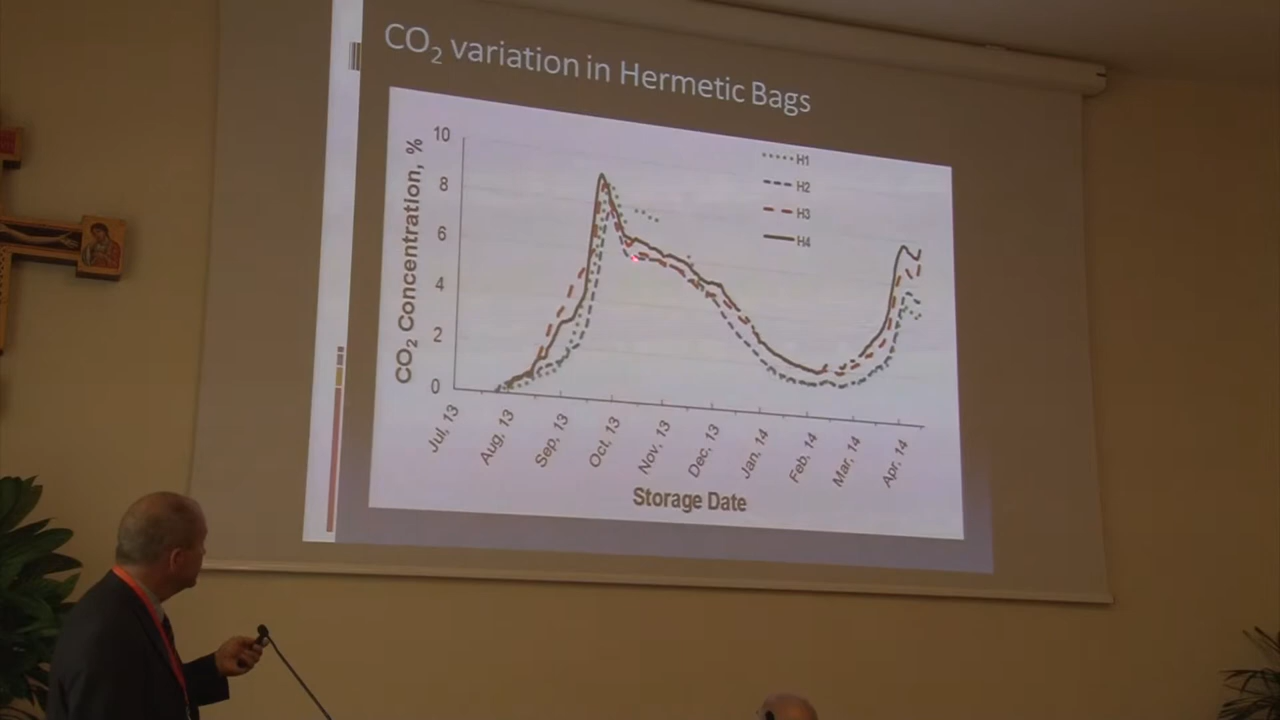 CO₂ variation in Hermetic Bags
CO₂ Concentration, %
10
8
6
4
2
0
H1
H2
H3
H4
Jul, 13
Aug, 13
Sep, 13
Oct, 13
Nov, 13
Dec, 13
Jan, 14
Feb, 14
Mar, 14
Apr, 14
Storage Date